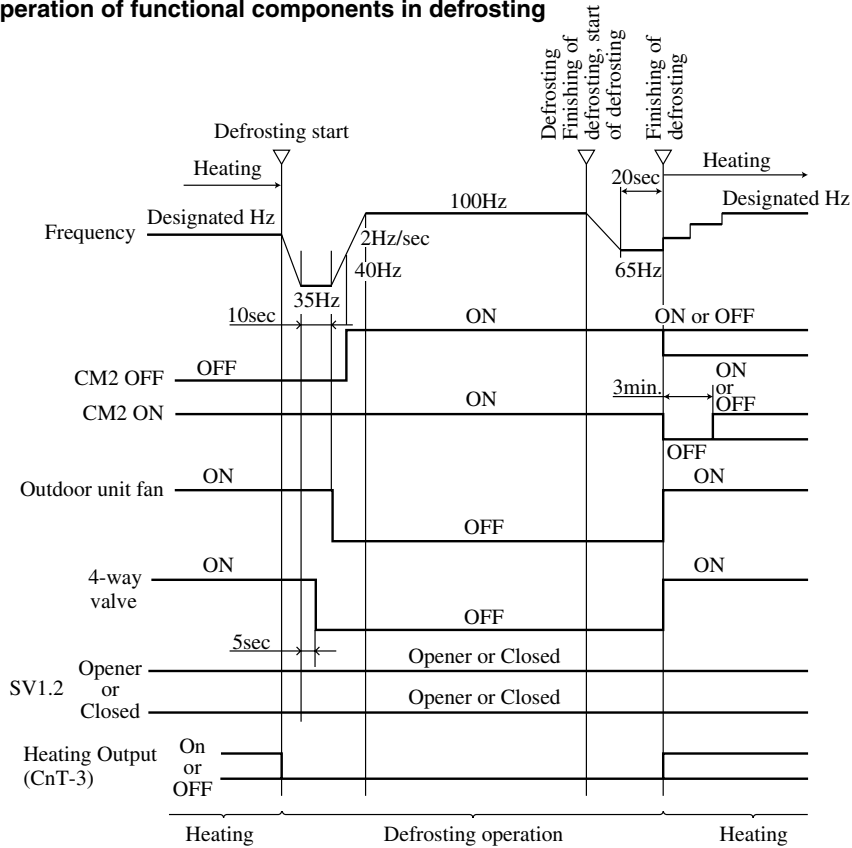 peration of functional components in defrosting
Defrosting
Finishing of
defrosting, start
of defrosting
Finishing of
defrosting
Defrosting start
Heating
Heating
20sec
100Hz
Designated Hz
Designated Hz
Frequency
2Hz/sec
40Hz
65Hz
35Hz
10sec
ON
ON or OFF
OFF
CM2 OFF
ON
or
OFF
3min.
ON
CM2 ON
OFF
ON
ON
Outdoor unit fan
OFF
ON
ON
4-way
valve
OFF
5sec
Opener or Closed
SV1.2
Opener
or
Closed
Opener or Closed
Heating Output
(CnT-3)
On
or
OFF
Heating
Defrosting operation
Heating